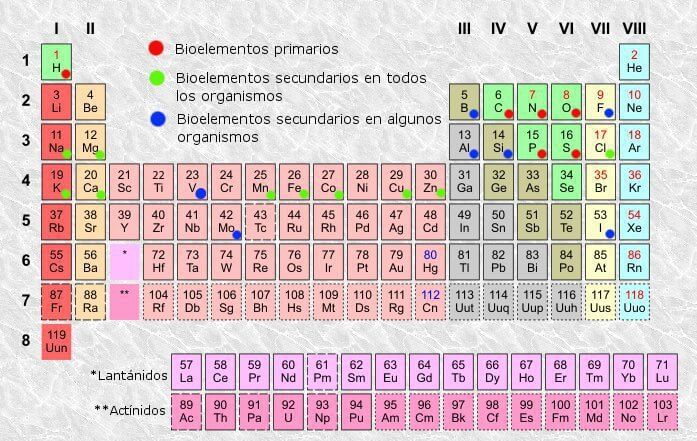 I II III IV V VI VII VIII
1 1 H 2 He
Bioelementos primarios
Bioelementos secundarios en todos
los organismos
Bioelementos secundarios en algunos
organismos
2 3 Li 4 Be 5 B 6 C 7 N 8 O 9 F 10 Ne
3 11 Na 12 Mg 13 Al 14 Si 15 P 16 S 17 Cl 18 Ar
4 19 K 20 Ca 21 Sc 22 Ti 23 V 24 Cr 25 Mn 26 Fe 27 Co 28 Ni 29 Cu 30 Zn 31 Ga 32 Ge 33 As 34 Se 35 Br 36 Kr
5 37 Rb 38 Sr 39 Y 40 Zr 41 Nb 42 Mo 43 Tc 44 Ru 45 Rh 46 Pd 47 Ag 48 Cd 49 In 50 Sn 51 Sb 52 Te 53 I 54 Xe
6 55 Cs 56 Ba * 72 Hf 73 Ta 74 W 75 Re 76 Os 77 Ir 78 Pt 79 Au 80 Hg 81 Tl 82 Pb 83 Bi 84 Po 85 At 86 Rn
7 87 Fr 88 Ra ** 104 Rf 105 Db 106 Sg 107 Bh 108 Hs 109 Mt 110 Ds 111 Rg 112 Cn 113 Uut 114 Uuq 115 Uup 116 Uuh 117 Uus 118 Uuo
8 119 Uun
*Lantánidos 57 La 58 Ce 59 Pr 60 Nd 61 Pm 62 Sm 63 Eu 64 Gd 65 Tb 66 Dy 67 Ho 68 Er 69 Tm 70 Yb 71 Lu
**Actínidos 89 Ac 90 Th 91 Pa 92 U 93 Np 94 Pu 95 Am 96 Cm 97 Bk 98 Cf 99 Es 100 Fm 101 Md 102 No 103 Lr